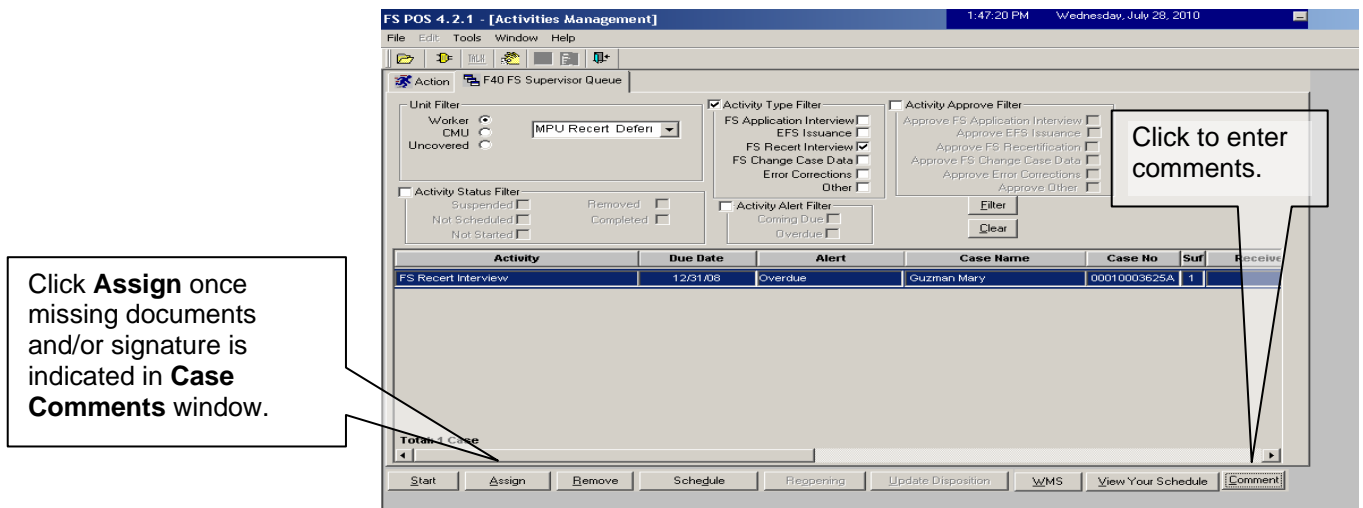 FS POS 4.2.1 - [Activities Management]
1:47:20 PM Wednesday, July 28, 2010
File Edit Tools Window Help
TALX
Action F40 FS Supervisor Queue
Unit Filter
Worker
CMU
Uncovered
MPU Recert Deferr
Activity Type Filter
FS Application Interview
EFS Issuance
FS Recert Interview
FS Change Case Data
Error Corrections
Other
Activity Approve Filter
Approve FS Application Interview
Approve EFS Issuance
Approve FS Recertification
Approve FS Change Case Data
Approve Error Corrections
Approve Other
Activity Status Filter
Suspended Removed
Not Scheduled Completed
Not Started
Activity Alert Filter
Coming Due
Overdue
Filter
Clear
Click to enter
comments.
Activity Due Date Alert Case Name Case No Suf Receive
FS Recert Interview 12/31/08 Overdue Guzman Mary 00010003625A 1
Click Assign once
missing documents
and/or signature is
indicated in Case
Comments window.
Total: 1 Case
Start Assign Remove Schedule Reopening Update Disposition WMS View Your Schedule Comment